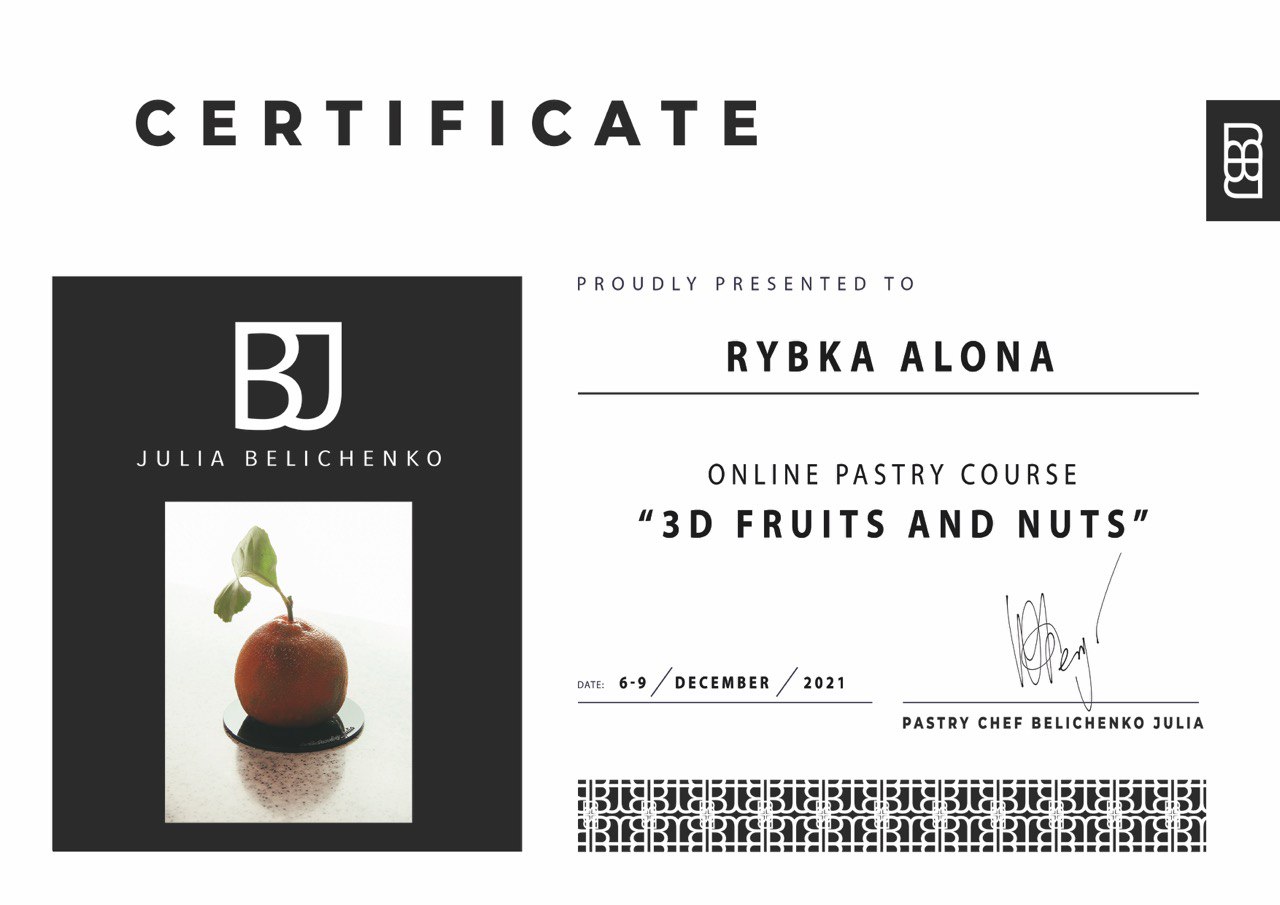 CERTIFICATE
BJ
JULIA BELICHENKO
PROUDLY PRESENTED TO
RYBKA ALONA
ONLINE PASTRY COURSE
“3D FRUITS AND NUTS”
DATE: 6-9 / DECEMBER / 2021
PASTRY CHEF BELICHENKO JULIA